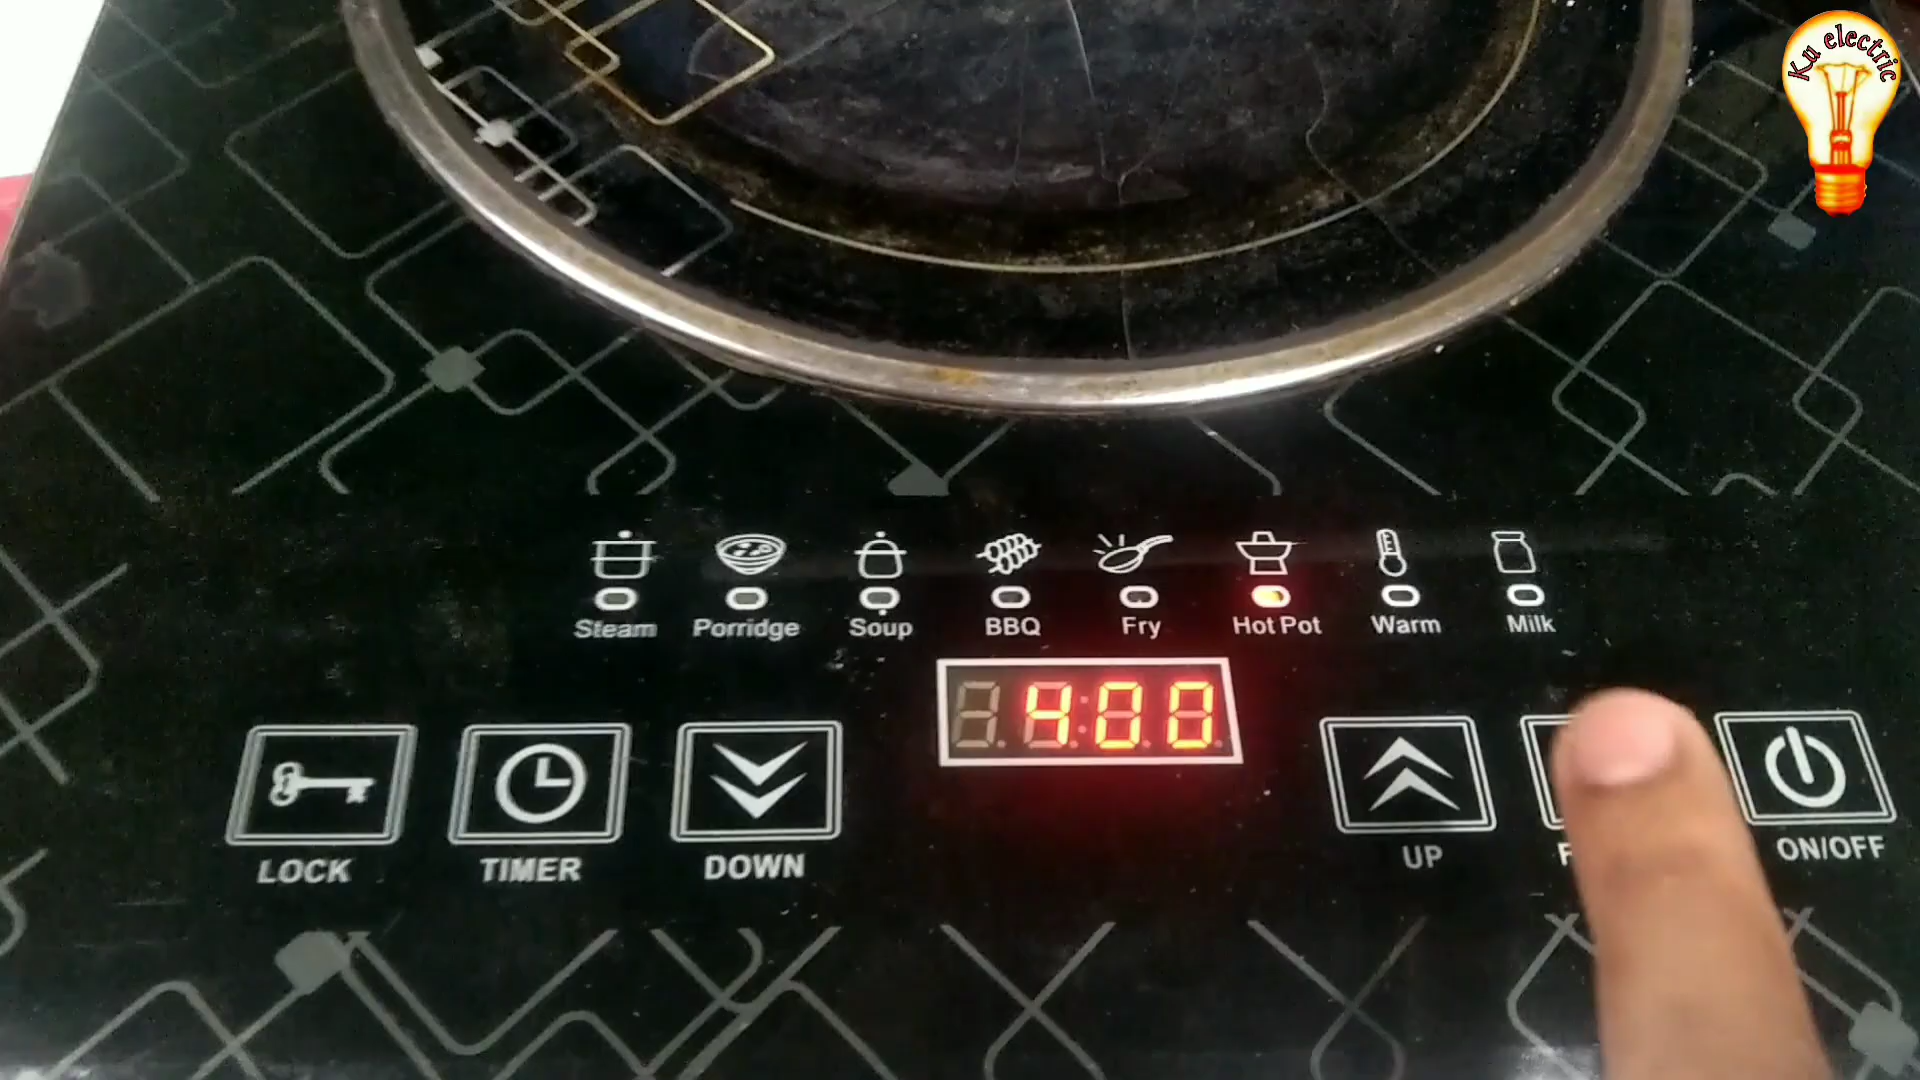 Ku electric
Steam Porridge Soup BBQ Fry Hot Pot Warm Milk
400
LOCK TIMER DOWN UP ON/OFF